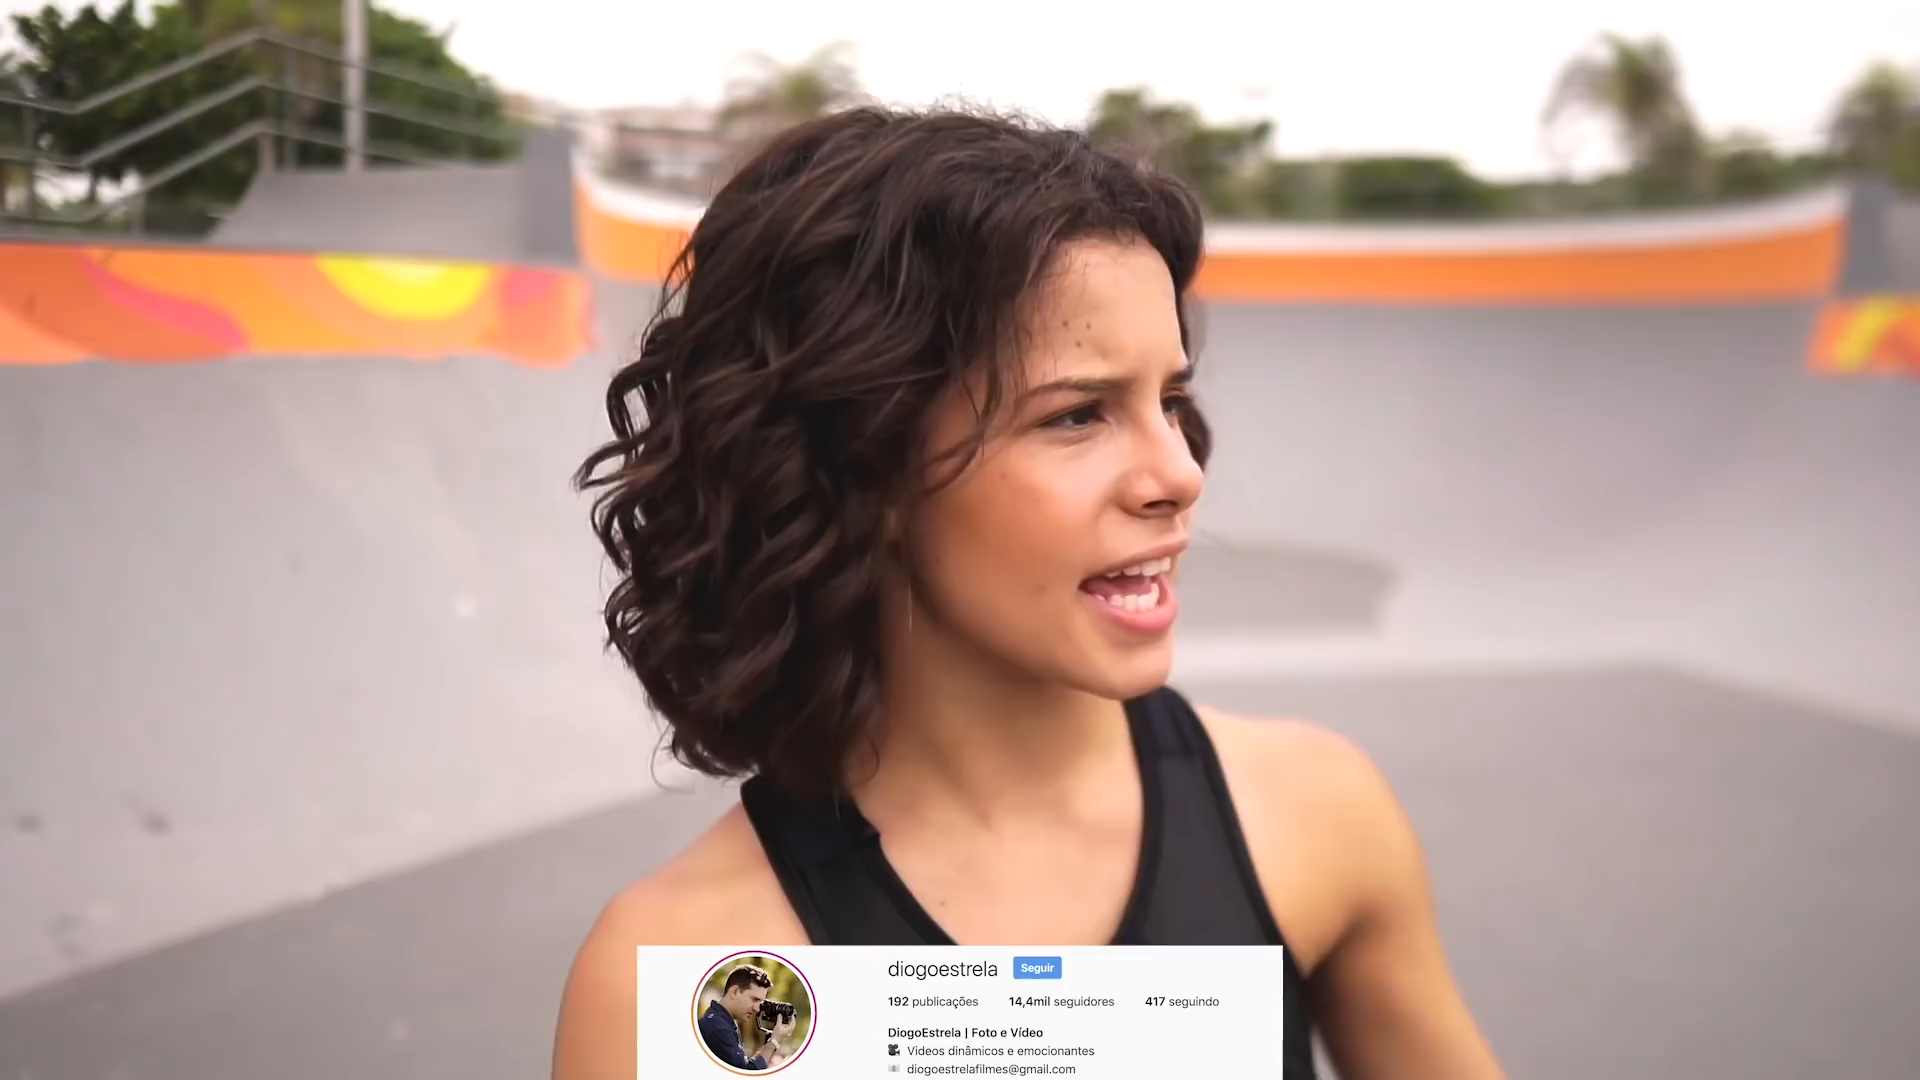 diogoestrela Seguir
192 publicações 14,4mil seguidores 417 seguindo
DiogoEstrela | Foto e Vídeo
Videos dinâmicos e emocionantes
diogoestrelafilmes@gmail.com